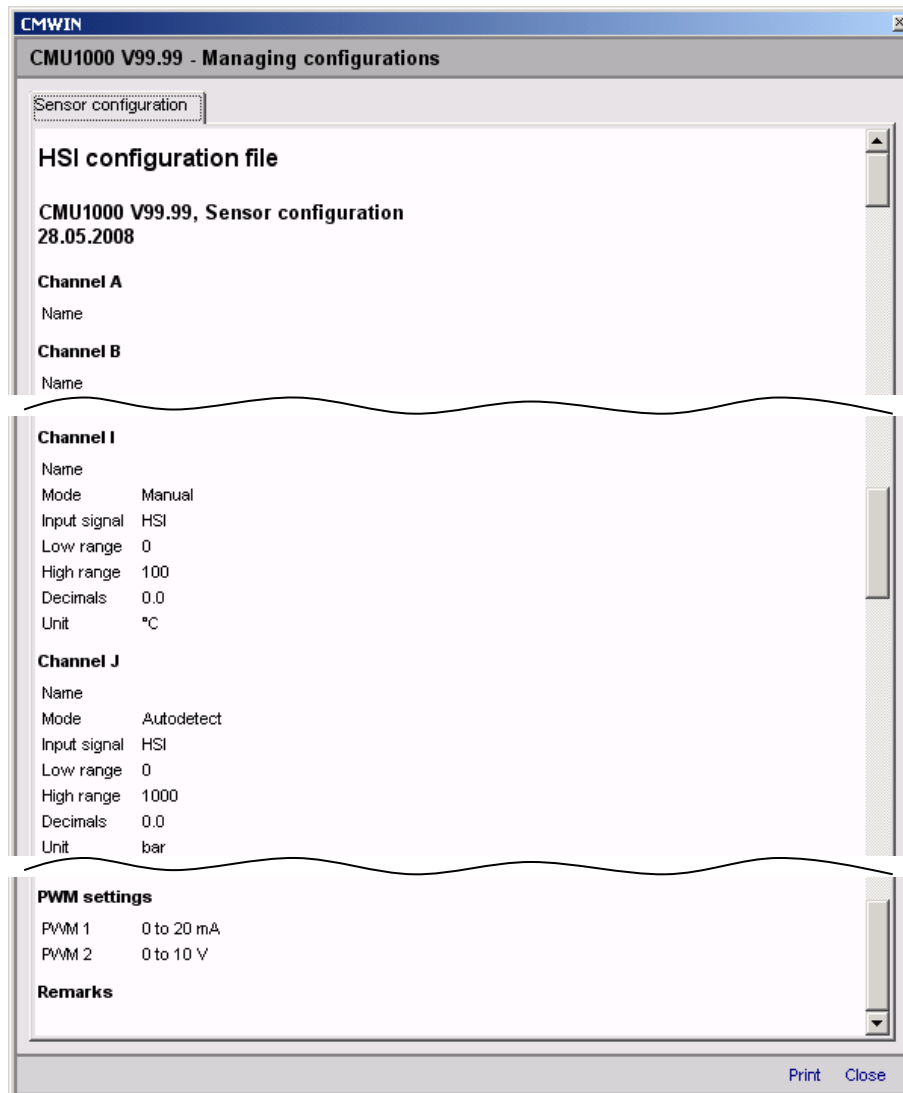 CMWIN
CMU1000 V99.99 - Managing configurations
Sensor configuration
HSI configuration file
CMU1000 V99.99, Sensor configuration
28.05.2008
Channel A
Name
Channel B
Name
Channel I
Name
Mode Manual
Input signal HSI
Low range 0
High range 100
Decimals 0.0
Unit °C
Channel J
Name
Mode Autodetect
Input signal HSI
Low range 0
High range 1000
Decimals 0.0
Unit bar
PWM settings
PWM 1 0 to 20 mA
PWM 2 0 to 10 V
Remarks
Print Close